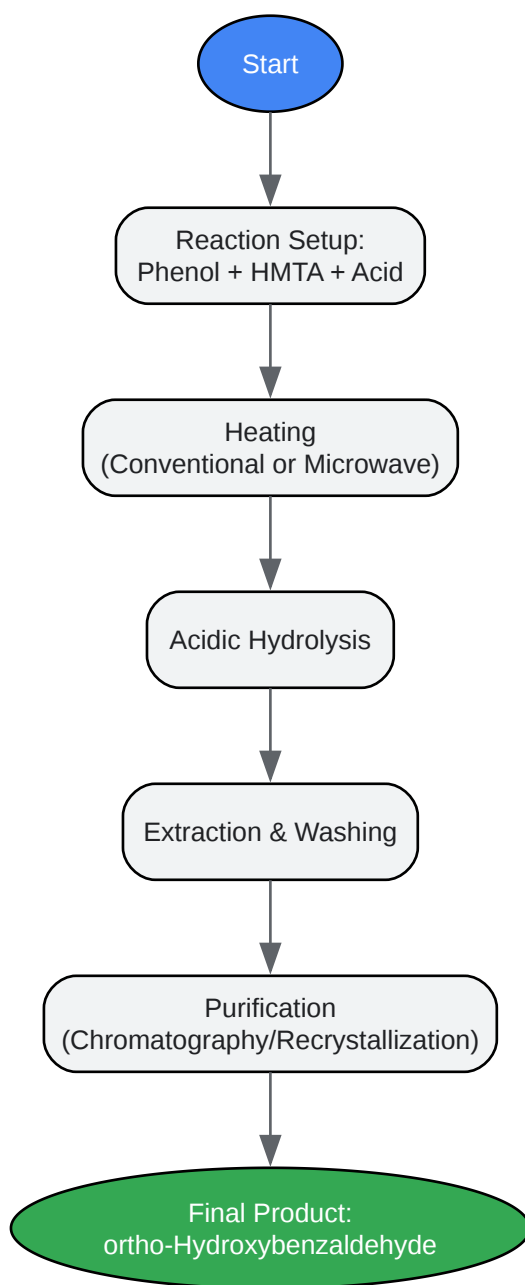 Start
Reaction Setup:
Phenol + HMTA + Acid
Heating
(Conventional or Microwave)
Acidic Hydrolysis
Extraction & Washing
Purification
(Chromatography/Recrystallization)
Final Product:
ortho-Hydroxybenzaldehyde